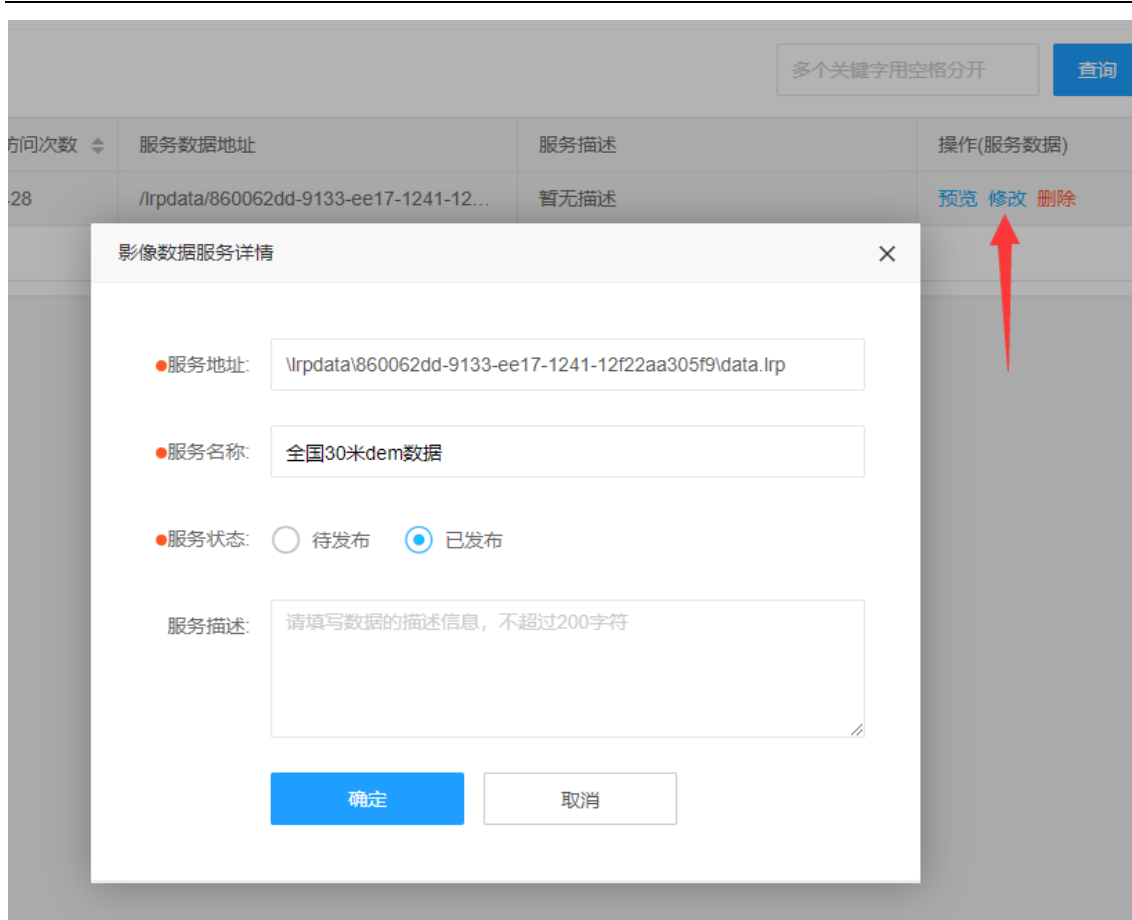 多个关键字用空格分开 查询
访问次数 服务数据地址 服务描述 操作(服务数据)
28 /lrpdata/860062dd-9133-ee17-1241-12... 暂无描述 预览 修改 删除
影像数据服务详情
服务地址: \lrpdata\860062dd-9133-ee17-1241-12f22aa305f9\data.lrp
服务名称: 全国30米dem数据
服务状态: 待发布 已发布
服务描述: 请填写数据的描述信息，不超过200字符
确定 取消